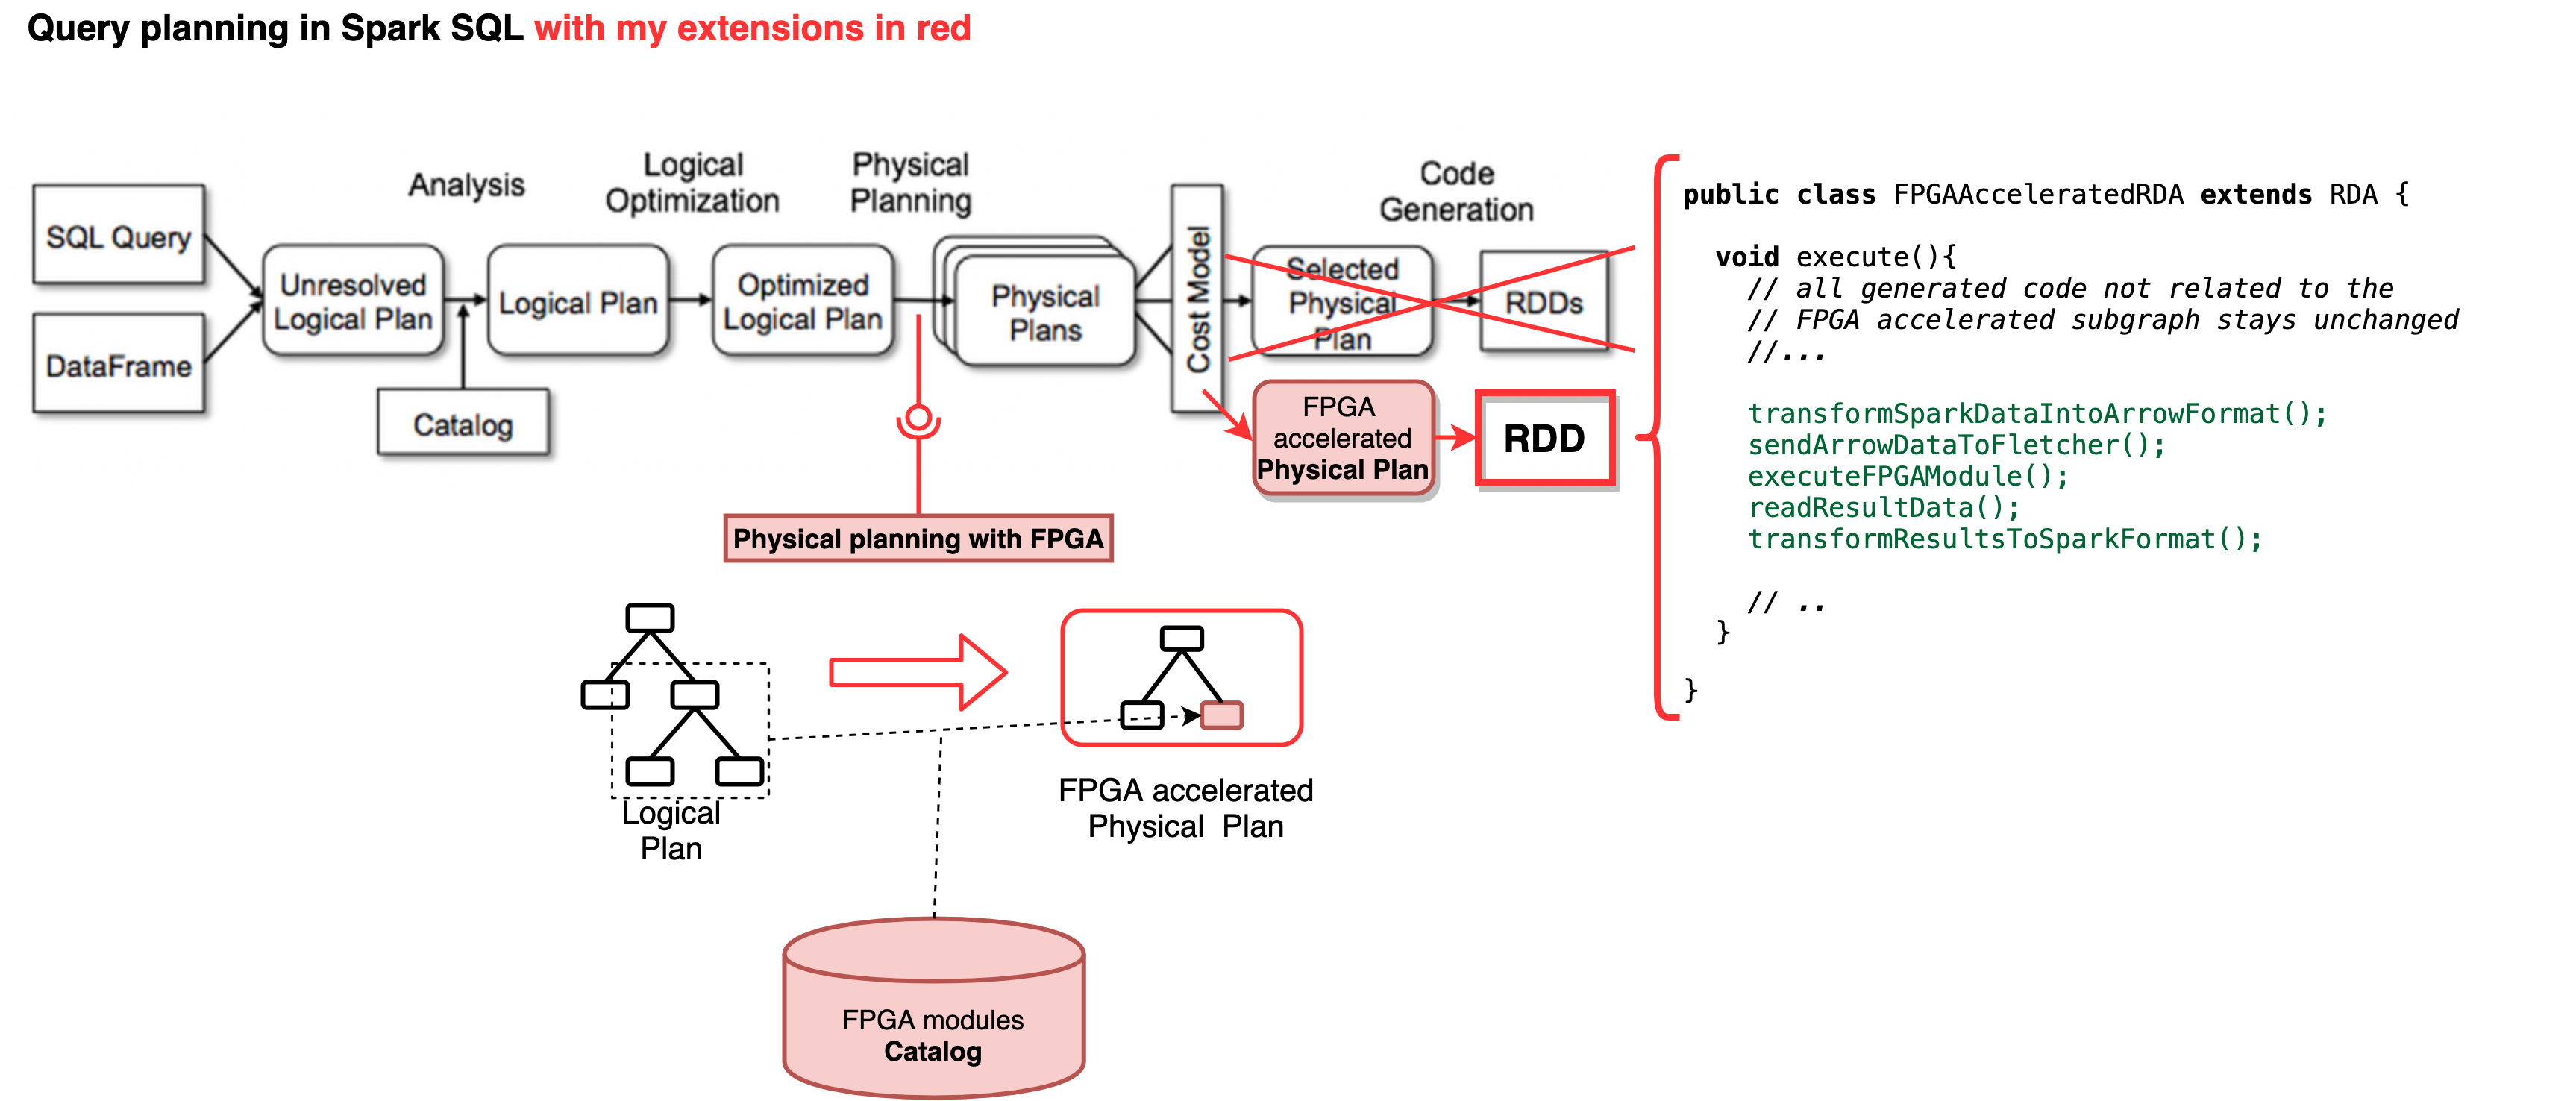 Query planning in Spark SQL with my extensions in red
Analysis
Logical
Optimization
Physical
Planning
Code
Generation
SQL Query
DataFrame
Unresolved
Logical Plan
Catalog
Logical Plan
Optimized
Logical Plan
Physical
Plans
Cost Model
Selected
Physical
Plan
RDDs
FPGA
accelerated
Physical Plan
RDD
Physical planning with FPGA
Logical
Plan
FPGA accelerated
Physical Plan
FPGA modules
Catalog
public class FPGAAcceleratedRDA extends RDA {
void execute(){
// all generated code not related to the
// FPGA accelerated subgraph stays unchanged
//...
transformSparkDataIntoArrowFormat();
sendArrowDataToFletcher();
executeFPGAModule();
readResultData();
transformResultsToSparkFormat();
// ..
}
}